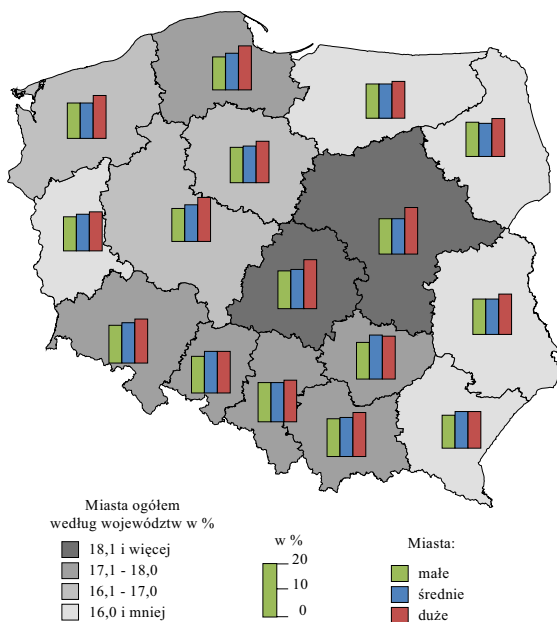 Miasta ogółem
według województw w %
18,1 i więcej
17,1 - 18,0
16,1 - 17,0
16,0 i mniej
w %
20
10
0
Miasta:
małe
średnie
duże